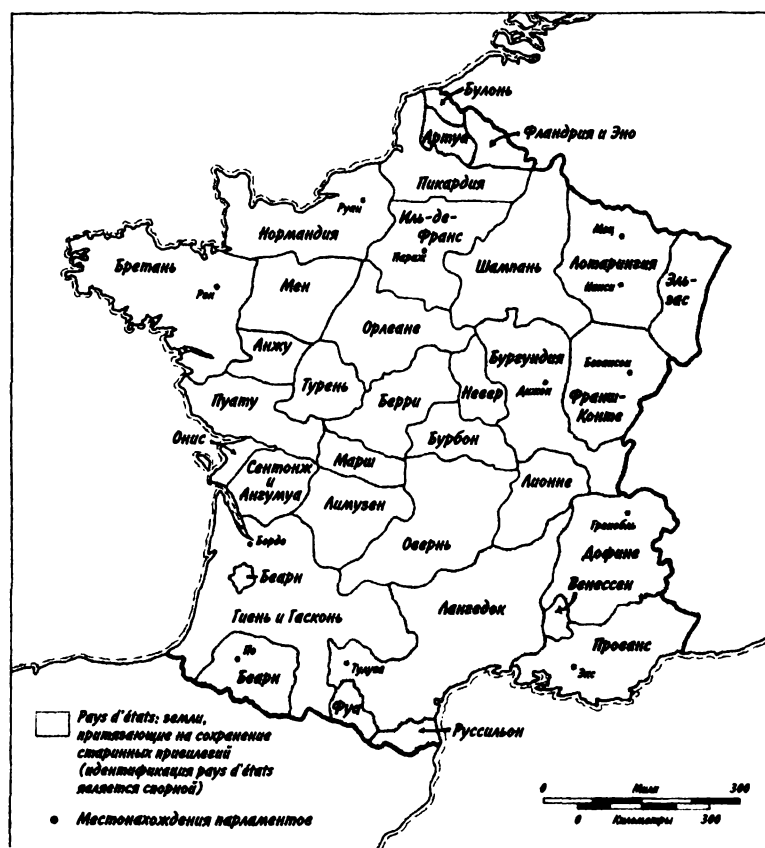 Булонь
Фландрия и Эно
Артуа
Пикардия
Руан
Нормандия
Иль-де-
Франс
Париж
Мец
Лотарингия
Нанси
Эль-
зас
Шампань
Бретань
Рен
Мен
Орлеане
Анжу
Турень
Бургундия
Безансон
Франш-
Конте
Дижон
Невер
Берри
Пуату
Бурбон
Онис
Марш
Сентонж
и
Ангумуа
Лимузен
Лионне
Овернь
Гренобль
Дофине
Бордо
Беарн
Венессен
Гиень и Гасконь
Лангедок
Прованс
Экс
По
Беарн
Тулуза
Фуа
Руссильон
Pays d'états: земли,
притязающие на сохранение
старинных привилегий
(идентификация pays d'états
является спорной)
Местонахождения парламентов
Мили
300
0
0
Километры
300